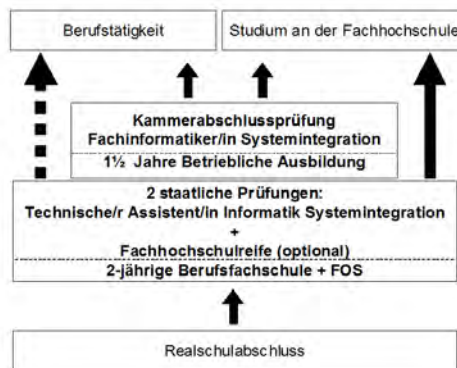 Berufstätigkeit
Studium an der Fachhochschule
Kammerabschlussprüfung
Fachinformatiker/in Systemintegration
1½ Jahre Betriebliche Ausbildung
2 staatliche Prüfungen:
Technische/r Assistent/in Informatik Systemintegration
+
Fachhochschulreife (optional)
2-jährige Berufsfachschule + FOS
Realschulabschluss